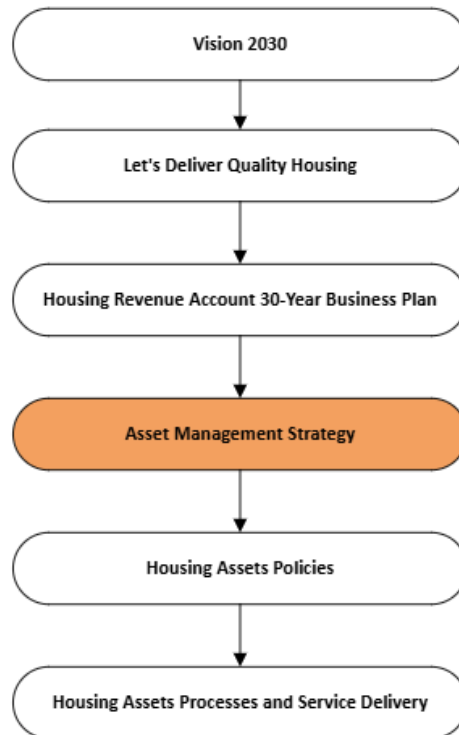 Vision 2030
Let's Deliver Quality Housing
Housing Revenue Account 30-Year Business Plan
Asset Management Strategy
Housing Assets Policies
Housing Assets Processes and Service Delivery